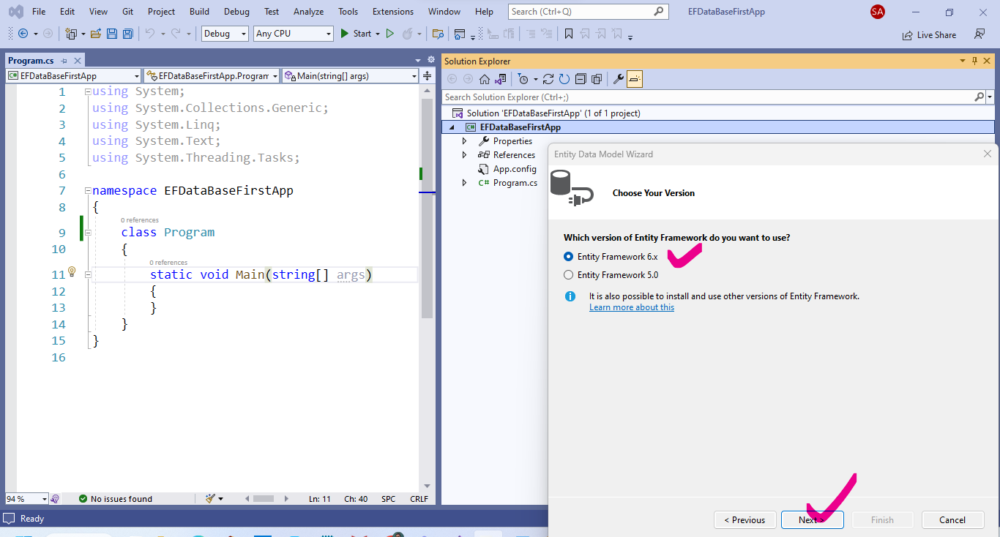 File Edit View Git Project Build Debug Test Analyze Tools Extensions Window Help Search (Ctrl+Q) EFDataBaseFirstApp SA
Debug Any CPU Start Live Share
Program.cs
EFDataBaseFirstApp EFDataBaseFirstApp.Program Main(string[] args)
1 using System;
2 using System.Collections.Generic;
3 using System.Linq;
4 using System.Text;
5 using System.Threading.Tasks;
6
7 namespace EFDataBaseFirstApp
8 {
0 references
9 class Program
10 {
0 references
11 static void Main(string[] args)
12 {
13 }
14 }
15 }
16
94 % No issues found Ln: 11 Ch: 40 SPC CRLF
Ready
Solution Explorer
Search Solution Explorer (Ctrl+;)
Solution 'EFDataBaseFirstApp' (1 of 1 project)
C# EFDataBaseFirstApp
Properties
References
App.config
C# Program.cs
Entity Data Model Wizard
Choose Your Version
Which version of Entity Framework do you want to use?
Entity Framework 6.x
Entity Framework 5.0
It is also possible to install and use other versions of Entity Framework.
Learn more about this
< Previous Next > Finish Cancel